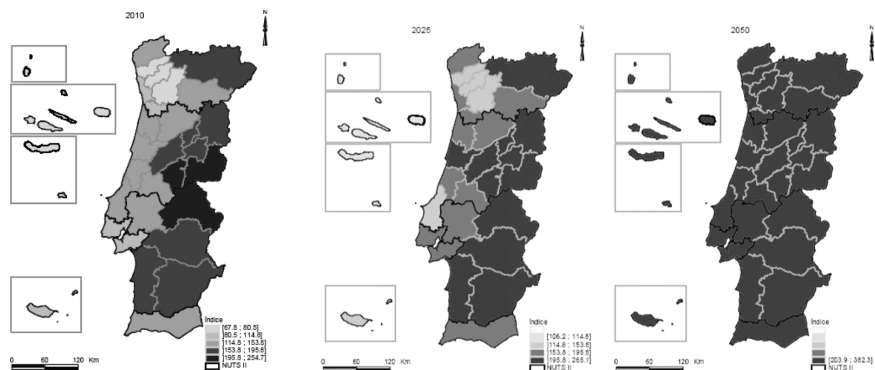 2010
N
Índice
[67.8 ; 80.5]
[80.5 ; 114.8]
[114.8 ; 153.8]
[153.8 ; 195.8]
[195.8 ; 254.7]
NUTS II
0 60 120 Km
2025
N
Índice
[106.2 ; 114.8]
[114.8 ; 153.8]
[153.8 ; 195.8]
[195.8 ; 265.1]
NUTS II
0 60 120 Km
2050
N
Índice
[203.9 ; 382.3]
NUTS II
0 60 120 Km